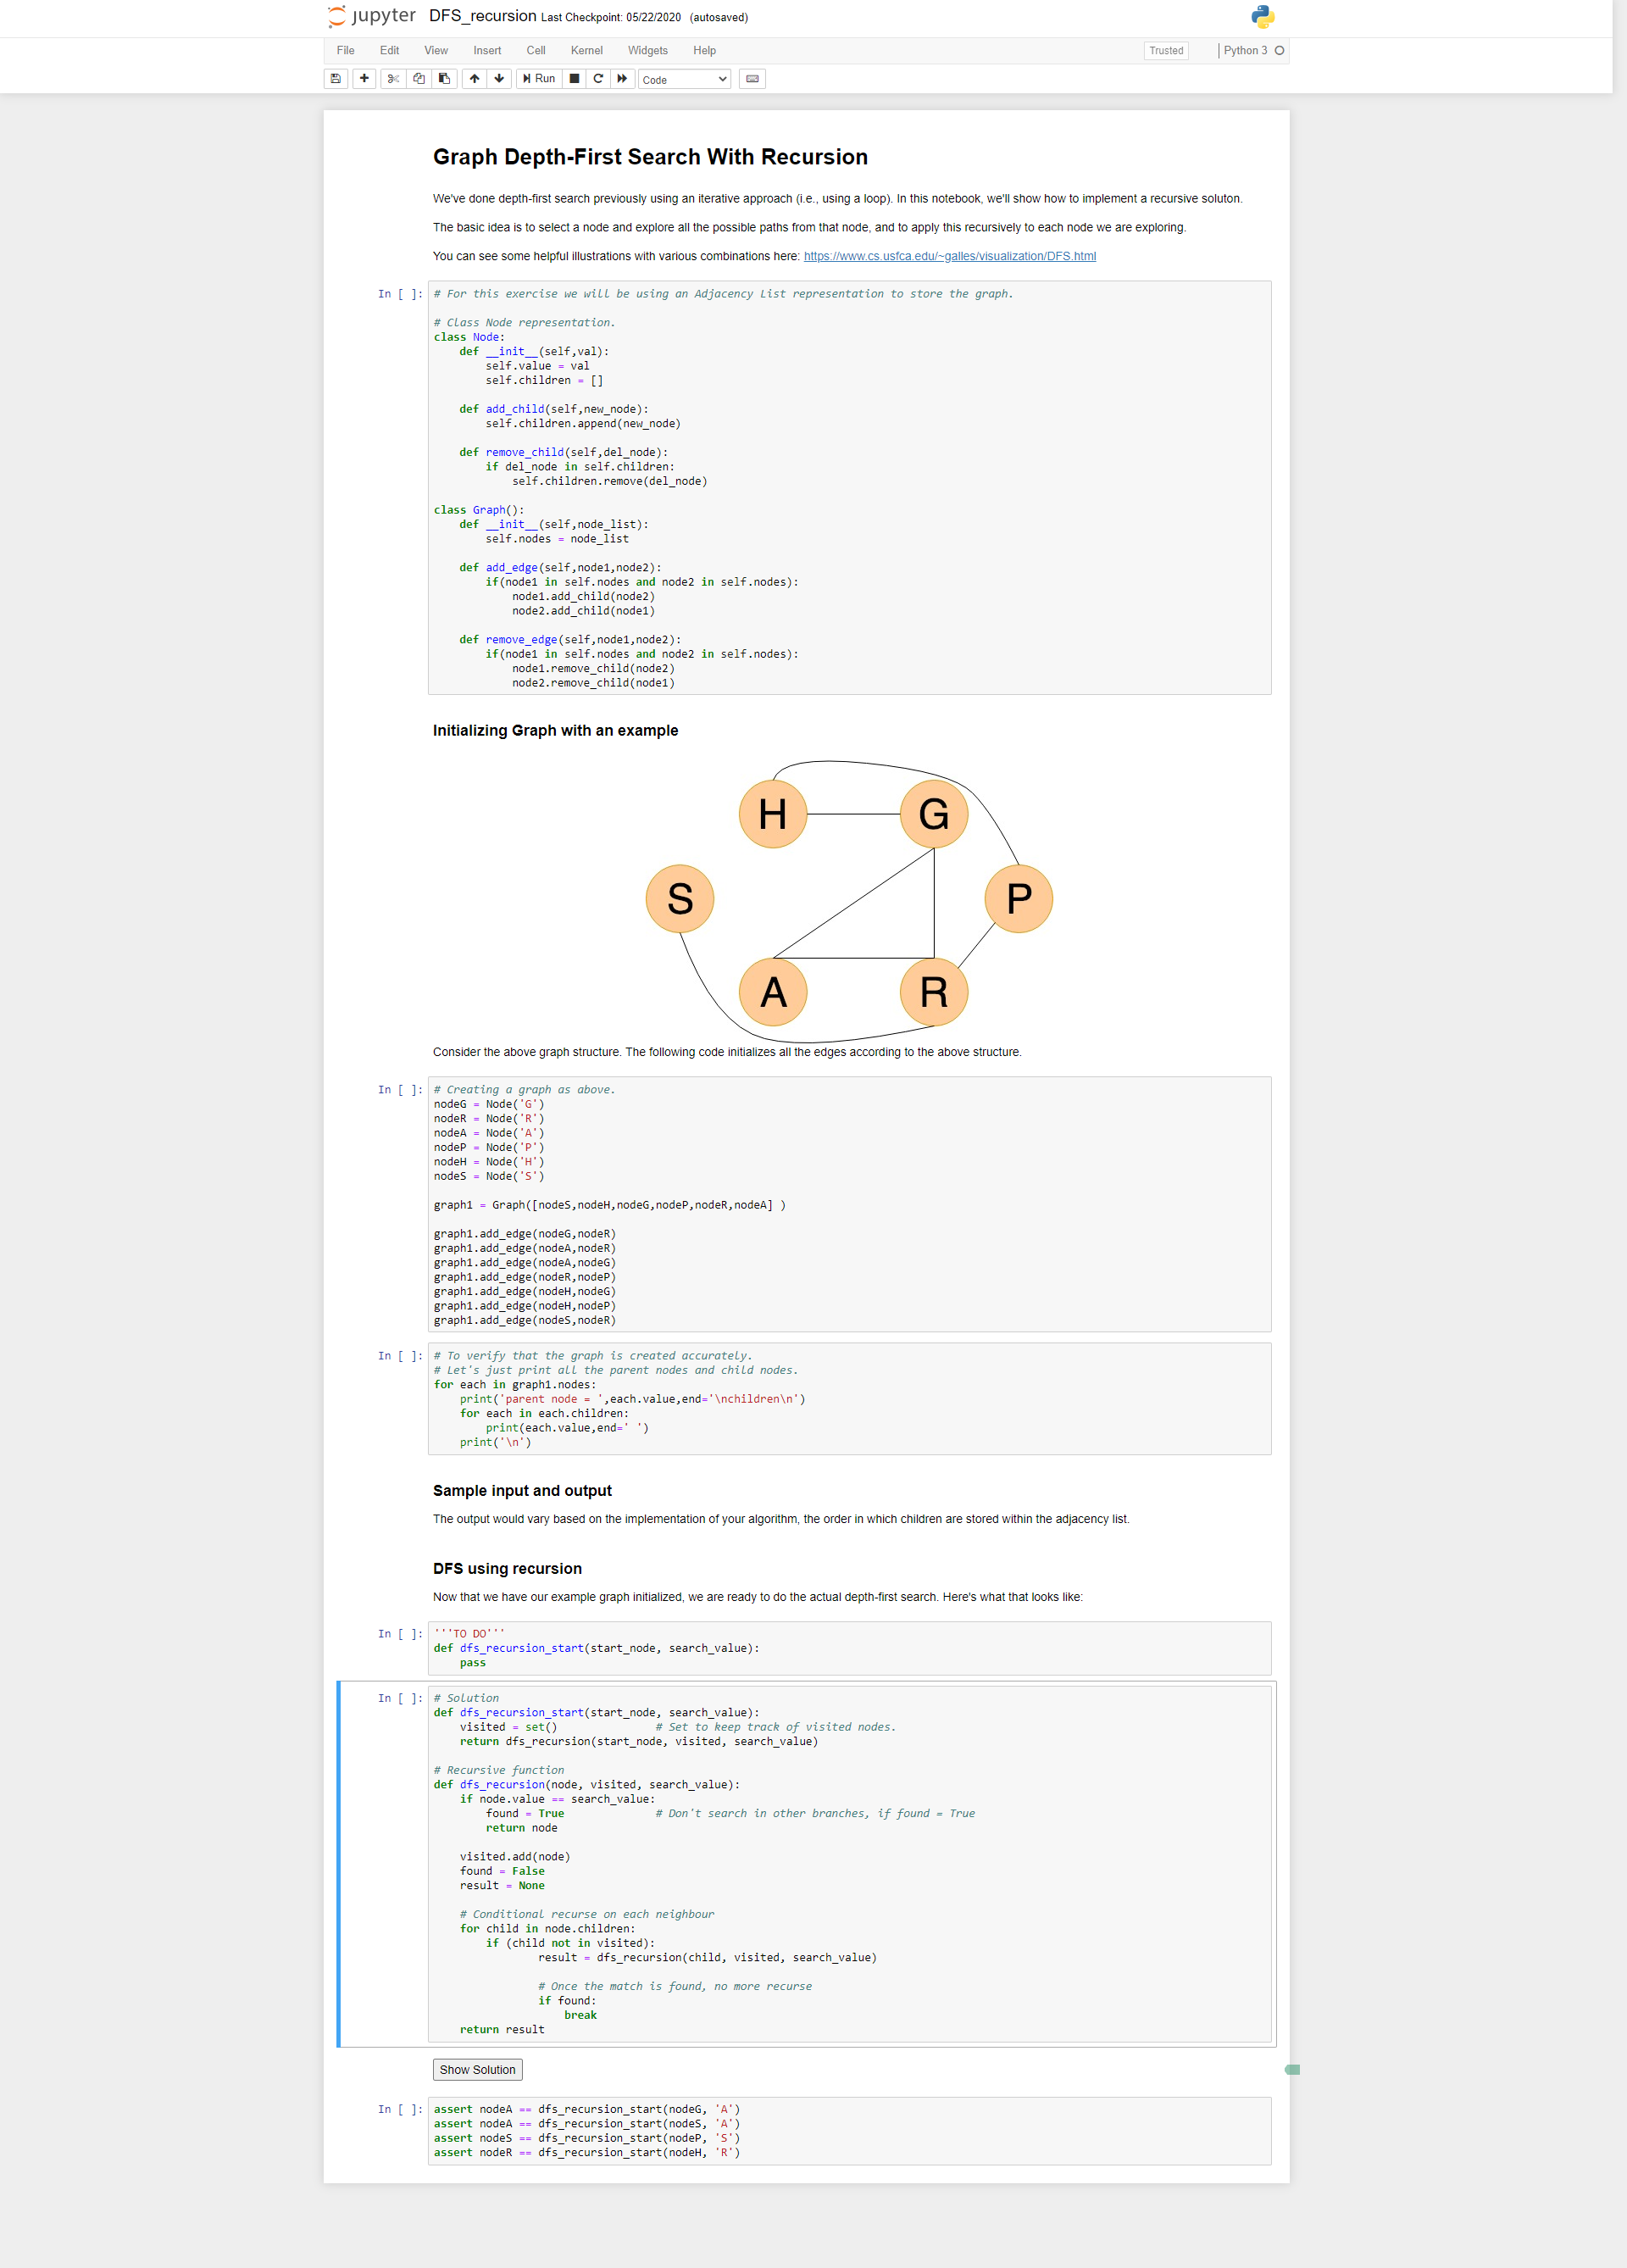 jupyter DFS_recursion Last Checkpoint: 05/22/2020 (autosaved)
File Edit View Insert Cell Kernel Widgets Help Trusted Python 3
Run Code
Graph Depth-First Search With Recursion
We've done depth-first search previously using an iterative approach (i.e., using a loop). In this notebook, we'll show how to implement a recursive soluton.
The basic idea is to select a node and explore all the possible paths from that node, and to apply this recursively to each node we are exploring.
You can see some helpful illustrations with various combinations here: https://www.cs.usfca.edu/~galles/visualization/DFS.html
In [ ]: # For this exercise we will be using an Adjacency List representation to store the graph.
# Class Node representation.
class Node:
    def __init__(self,val):
        self.value = val
        self.children = []
    def add_child(self,new_node):
        self.children.append(new_node)
    def remove_child(self,del_node):
        if del_node in self.children:
            self.children.remove(del_node)
class Graph():
    def __init__(self,node_list):
        self.nodes = node_list
    def add_edge(self,node1,node2):
        if(node1 in self.nodes and node2 in self.nodes):
            node1.add_child(node2)
            node2.add_child(node1)
    def remove_edge(self,node1,node2):
        if(node1 in self.nodes and node2 in self.nodes):
            node1.remove_child(node2)
            node2.remove_child(node1)
Initializing Graph with an example
H G
S P
A R
Consider the above graph structure. The following code initializes all the edges according to the above structure.
In [ ]: # Creating a graph as above.
nodeG = Node('G')
nodeR = Node('R')
nodeA = Node('A')
nodeP = Node('P')
nodeH = Node('H')
nodeS = Node('S')
graph1 = Graph([nodeS,nodeH,nodeG,nodeP,nodeR,nodeA] )
graph1.add_edge(nodeG,nodeR)
graph1.add_edge(nodeA,nodeR)
graph1.add_edge(nodeA,nodeG)
graph1.add_edge(nodeR,nodeP)
graph1.add_edge(nodeH,nodeG)
graph1.add_edge(nodeH,nodeP)
graph1.add_edge(nodeS,nodeR)
In [ ]: # To verify that the graph is created accurately.
# Let's just print all the parent nodes and child nodes.
for each in graph1.nodes:
    print('parent node = ',each.value,end='\nchildren\n')
    for each in each.children:
        print(each.value,end=' ')
    print('\n')
Sample input and output
The output would vary based on the implementation of your algorithm, the order in which children are stored within the adjacency list.
DFS using recursion
Now that we have our example graph initialized, we are ready to do the actual depth-first search. Here's what that looks like:
In [ ]: '''TO DO'''
def dfs_recursion_start(start_node, search_value):
    pass
In [ ]: # Solution
def dfs_recursion_start(start_node, search_value):
    visited = set()               # Set to keep track of visited nodes.
    return dfs_recursion(start_node, visited, search_value)
# Recursive function
def dfs_recursion(node, visited, search_value):
    if node.value == search_value:
        found = True              # Don't search in other branches, if found = True
        return node
    visited.add(node)
    found = False
    result = None
    # Conditional recurse on each neighbour
    for child in node.children:
        if (child not in visited):
                result = dfs_recursion(child, visited, search_value)
                # Once the match is found, no more recurse
                if found:
                    break
    return result
Show Solution
In [ ]: assert nodeA == dfs_recursion_start(nodeG, 'A')
assert nodeA == dfs_recursion_start(nodeS, 'A')
assert nodeS == dfs_recursion_start(nodeP, 'S')
assert nodeR == dfs_recursion_start(nodeH, 'R')